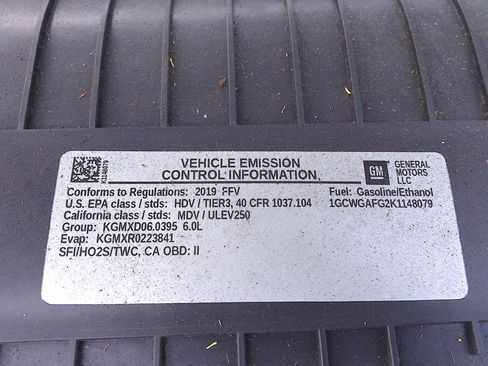 A1148079
VEHICLE EMISSION
CONTROL INFORMATION
GM
GENERAL
MOTORS
LLC
Conforms to Regulations: 2019 FFV
Fuel: Gasoline/Ethanol
U.S. EPA class / stds: HDV / TIER3, 40 CFR 1037.104
1GCWGAFG2K1148079
California class / stds: MDV / ULEV250
Group: KGMXD06.0395 6.0L
Evap: KGMXR0223841
SFI/HO2S/TWC, CA OBD: II